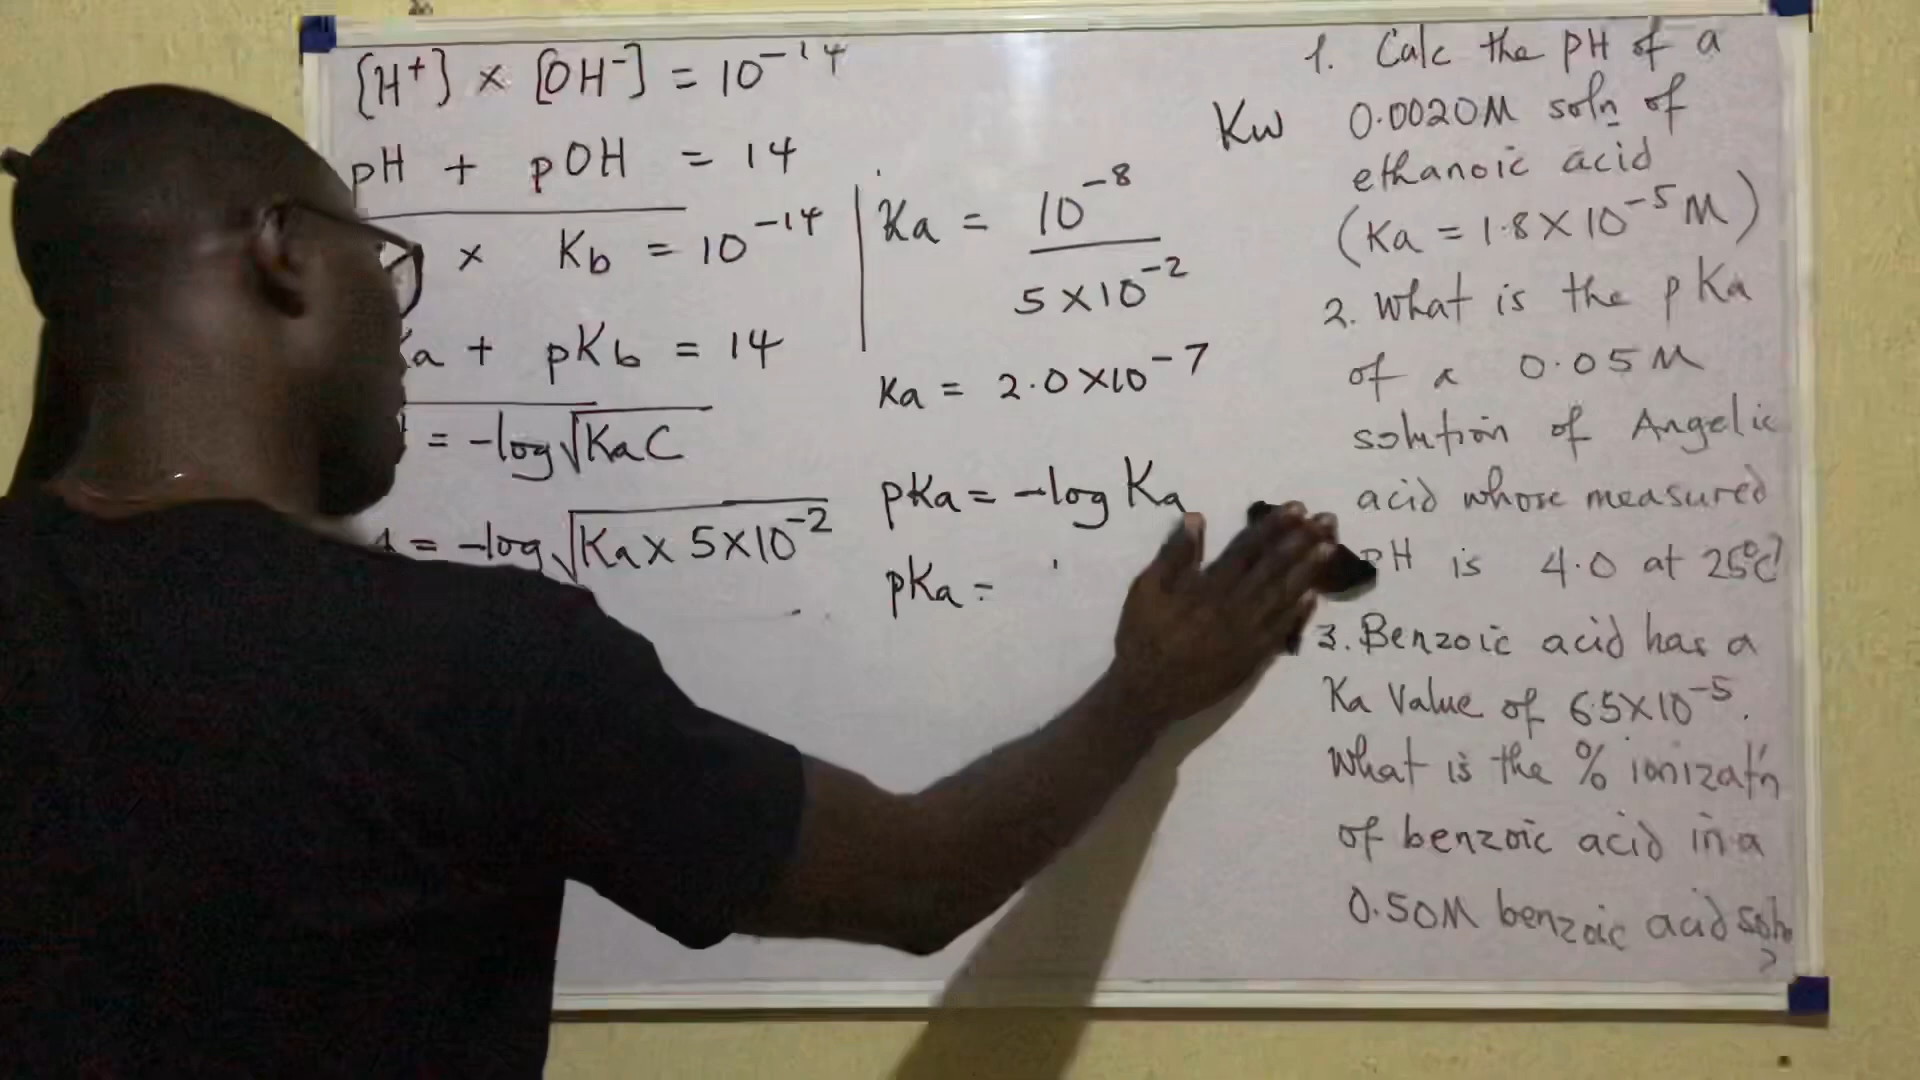 [H⁺] × [OH⁻] = 10⁻¹⁴
pH + pOH = 14
× Kb = 10⁻¹⁴
a + pKb = 14
= -log√KaC
= -log√Ka×5×10⁻²
Ka = 10⁻⁸
5×10⁻²
Ka = 2.0×10⁻⁷
pKa = -log Ka
pKa =
Kw
1. Calc the pH of a
0.0020M soln of
ethanoic acid
(Ka = 1.8×10⁻⁵M)
2. What is the pKa
of a 0.05M
solution of Angelic
acid whose measured
pH is 4.0 at 25°C?
3. Benzoic acid has a
Ka value of 6.5×10⁻⁵.
What is the % ionizat'n
of benzoic acid in a
0.50M benzoic acid soln
?